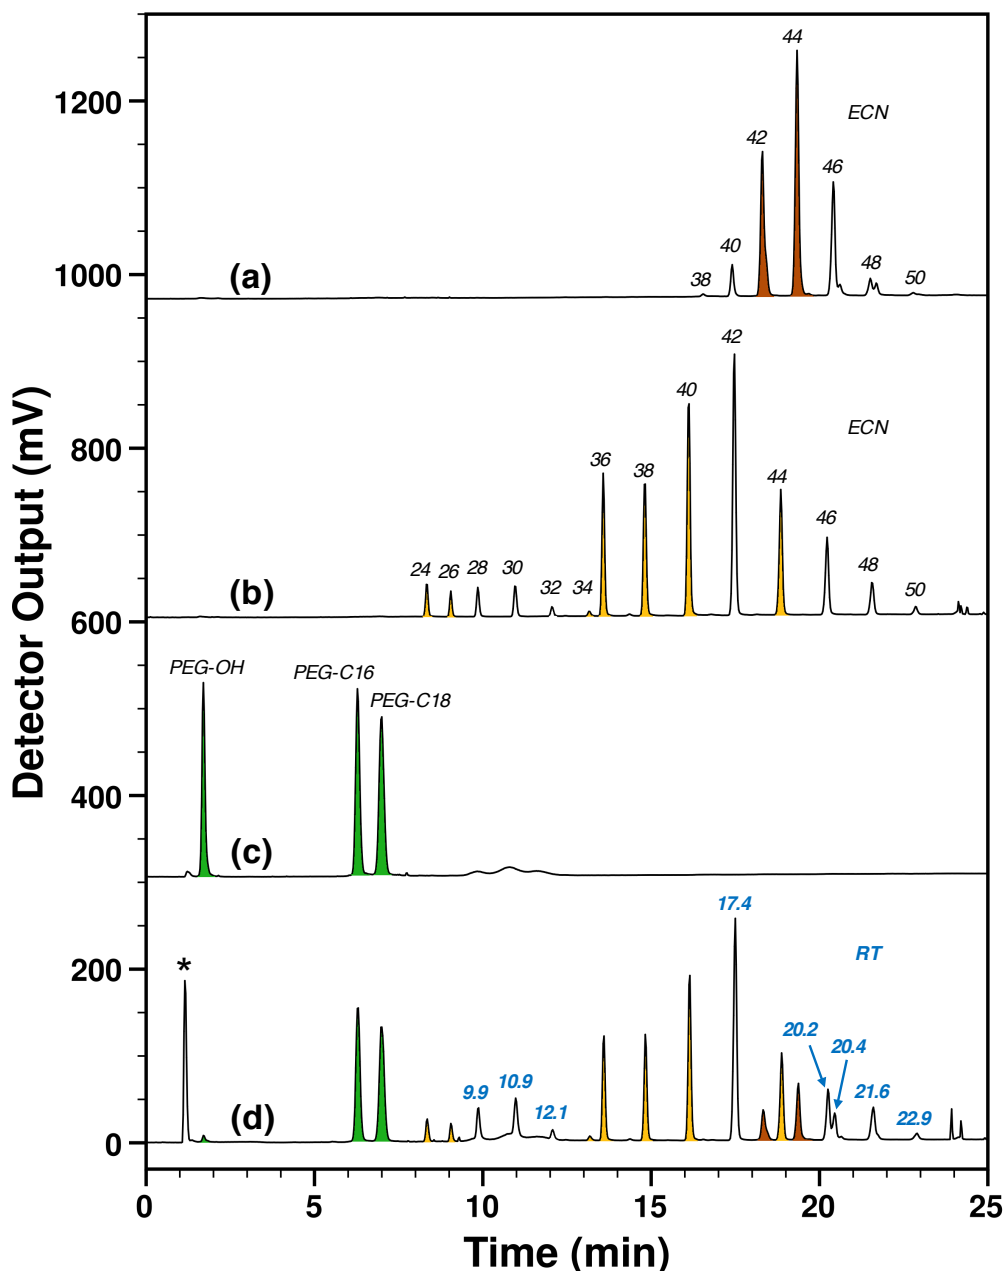 44
ECN
42
46
40
38
48
50
(a)
1200
1000
42
ECN
40
36
38
44
46
24
26
28
30
32
34
48
50
(b)
800
600
PEG-OH
PEG-C16
PEG-C18
(c)
400
17.4
RT
*
20.2
20.4
9.9
10.9
12.1
21.6
22.9
(d)
200
0
Detector Output (mV)
0 5 10 15 20 25
Time (min)